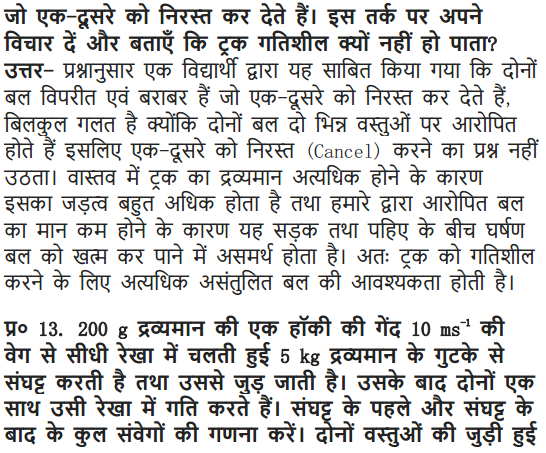 जो एक-दूसरे को निरस्त कर देते हैं। इस तर्क पर अपने
विचार दें और बताएँ कि ट्रक गतिशील क्यों नहीं हो पाता?
उत्तर- प्रश्नानुसार एक विद्यार्थी द्वारा यह साबित किया गया कि दोनों
बल विपरीत एवं बराबर हैं जो एक-दूसरे को निरस्त कर देते हैं,
बिलकुल गलत है क्योंकि दोनों बल दो भिन्न वस्तुओं पर आरोपित
होते हैं इसलिए एक-दूसरे को निरस्त (Cancel) करने का प्रश्न नहीं
उठता। वास्तव में ट्रक का द्रव्यमान अत्यधिक होने के कारण
इसका जड़त्व बहुत अधिक होता है तथा हमारे द्वारा आरोपित बल
का मान कम होने के कारण यह सड़क तथा पहिए के बीच घर्षण
बल को खत्म कर पाने में असमर्थ होता है। अतः ट्रक को गतिशील
करने के लिए अत्यधिक असंतुलित बल की आवश्यकता होती है।
प्र० 13. 200 g द्रव्यमान की एक हॉकी की गेंद 10 ms⁻¹ की
वेग से सीधी रेखा में चलती हुई 5 kg द्रव्यमान के गुटके से
संघट्ट करती है तथा उससे जुड़ जाती है। उसके बाद दोनों एक
साथ उसी रेखा में गति करते हैं। संघट्ट के पहले और संघट्ट के
बाद के कुल संवेगों की गणना करें। दोनों वस्तुओं की जुड़ी हुई